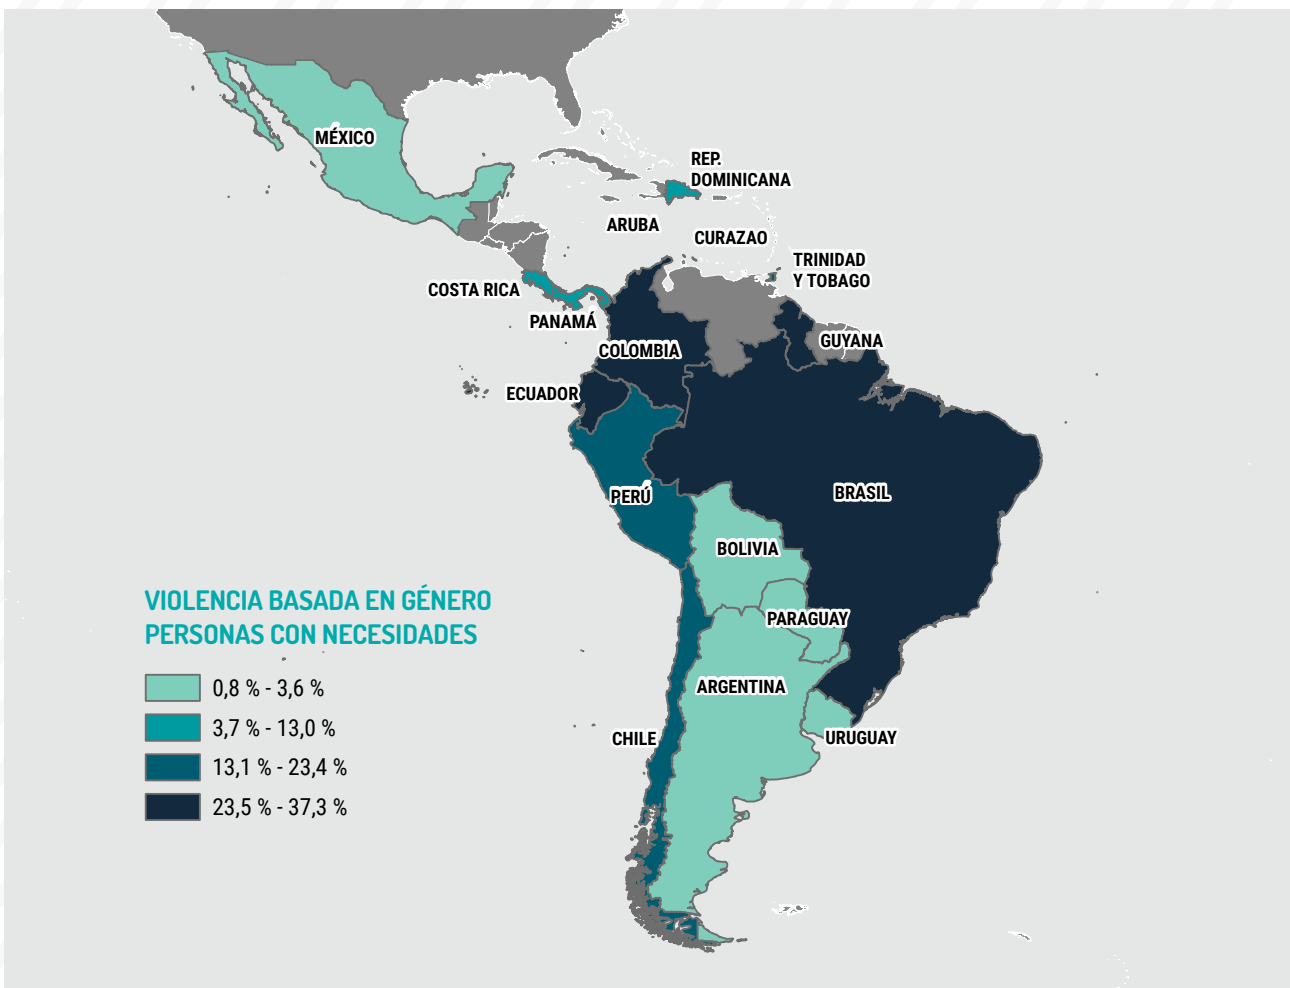 MÉXICO
REP.
DOMINICANA
ARUBA
CURAZAO
TRINIDAD
Y TOBAGO
COSTA RICA
PANAMÁ
GUYANA
COLOMBIA
ECUADOR
BRASIL
PERÚ
BOLIVIA
PARAGUAY
ARGENTINA
CHILE
URUGUAY
VIOLENCIA BASADA EN GÉNERO
PERSONAS CON NECESIDADES
0,8 % - 3,6 %
3,7 % - 13,0 %
13,1 % - 23,4 %
23,5 % - 37,3 %